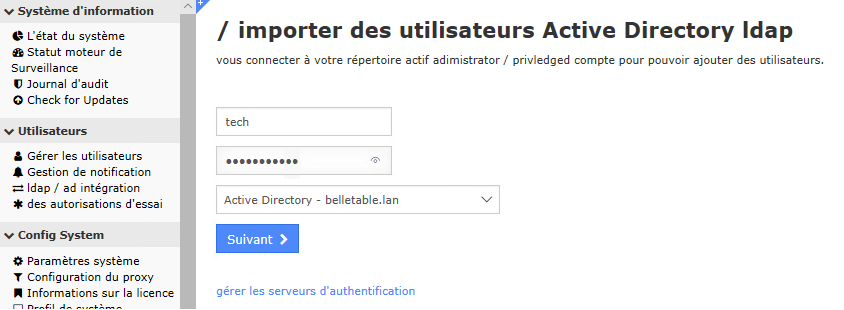 Système d'information
L'état du système
Statut moteur de
Surveillance
Journal d'audit
Check for Updates
Utilisateurs
Gérer les utilisateurs
Gestion de notification
ldap / ad intégration
des autorisations d'essai
Config System
Paramètres système
Configuration du proxy
Informations sur la licence
Profil de système
/ importer des utilisateurs Active Directory ldap
vous connecter à votre répertoire actif adimistrator / privledged compte pour pouvoir ajouter des utilisateurs.
tech
•••••••••••
Active Directory - belletable.lan
Suivant
gérer les serveurs d'authentification